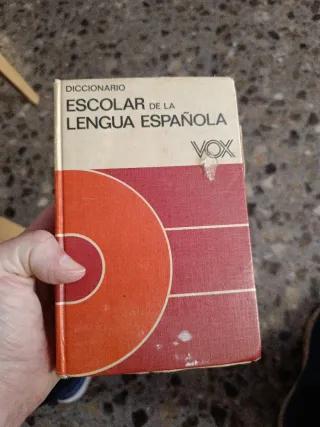 DICCIONARIO
ESCOLAR DE LA
LENGUA ESPAÑOLA
VOX